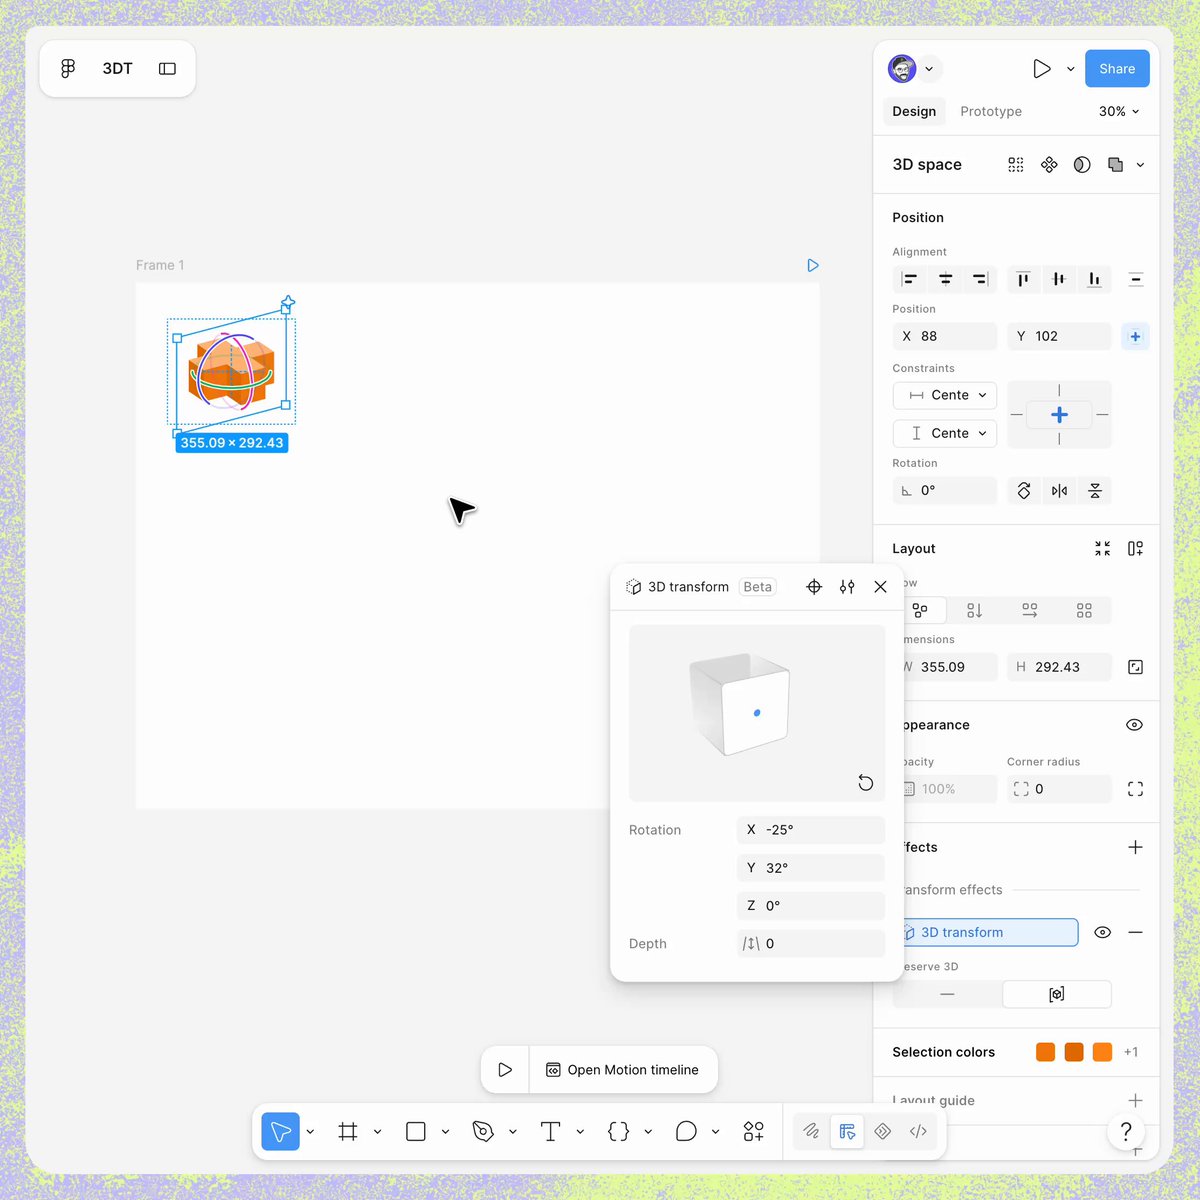 3DT
Share
Design
Prototype
30%
3D space
Position
Alignment
Position
X 88
Y 102
Constraints
Cente
Cente
Rotation
0°
Layout
ow
mensions
W 355.09
H 292.43
ppearance
pacity
Corner radius
100%
0
ffects
ransform effects
3D transform
eserve 3D
Selection colors
+1
Layout guide
Frame 1
355.09 × 292.43
3D transform
Beta
Rotation
X -25°
Y 32°
Z 0°
Depth
0
Open Motion timeline
?